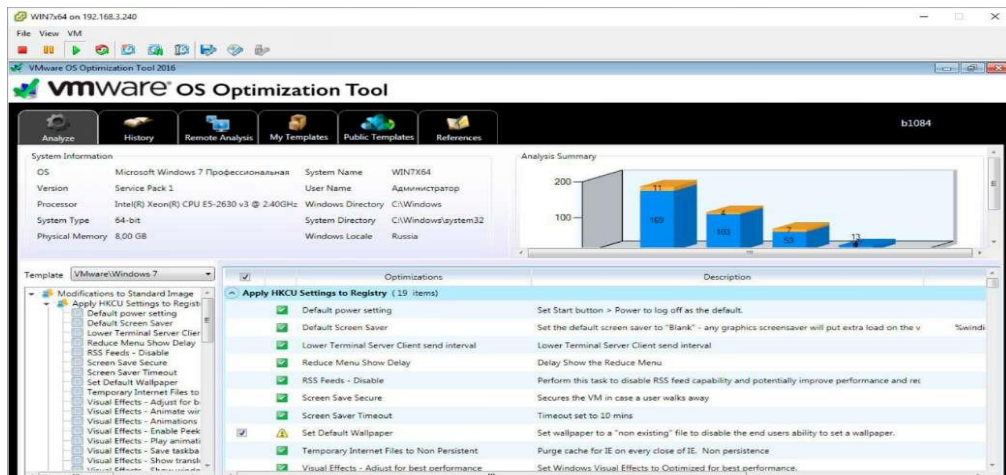 WIN7x64 on 192.168.3.240
File View VM
VMware OS Optimization Tool 2016
vmware OS Optimization Tool
Analyze History Remote Analysis My Templates Public Templates References b1084
System Information
OS Microsoft Windows 7 Профессиональная System Name WIN7X64
Version Service Pack 1 User Name Администратор
Processor Intel(R) Xeon(R) CPU E5-2630 v3 @ 2.40GHz Windows Directory C:\Windows
System Type 64-bit System Directory C:\Windows\system32
Physical Memory 8,00 GB Windows Locale Russia
Analysis Summary
200
100
11
169
4
103
7
53
13
Template VMware\Windows 7
Modifications to Standard Image
Apply HKCU Settings to Regist
Default power setting
Default Screen Saver
Lower Terminal Server Clier
Reduce Menu Show Delay
RSS Feeds - Disable
Screen Save Secure
Screen Saver Timeout
Set Default Wallpaper
Temporary Internet Files to
Visual Effects - Adjust for b
Visual Effects - Animate wir
Visual Effects - Animations
Visual Effects - Enable Peek
Visual Effects - Play animati
Visual Effects - Save taskba
Visual Effects - Show transl
Optimizations Description
Apply HKCU Settings to Registry (19 items)
Default power setting Set Start button > Power to log off as the default.
Default Screen Saver Set the default screen saver to "Blank" - any graphics screensaver will put extra load on the v %windi
Lower Terminal Server Client send interval Lower Terminal Server Client send interval
Reduce Menu Show Delay Delay Show the Reduce Menu
RSS Feeds - Disable Perform this task to disable RSS feed capability and potentially improve performance and rec
Screen Save Secure Secures the VM in case a user walks away
Screen Saver Timeout Timeout set to 10 mins
Set Default Wallpaper Set wallpaper to a "non existing" file to disable the end users ability to set a wallpaper.
Temporary Internet Files to Non Persistent Purge cache for IE on every close of IE. Non persistence
Visual Effects - Adjust for best performance Set Windows Visual Effects to Optimized for best performance.